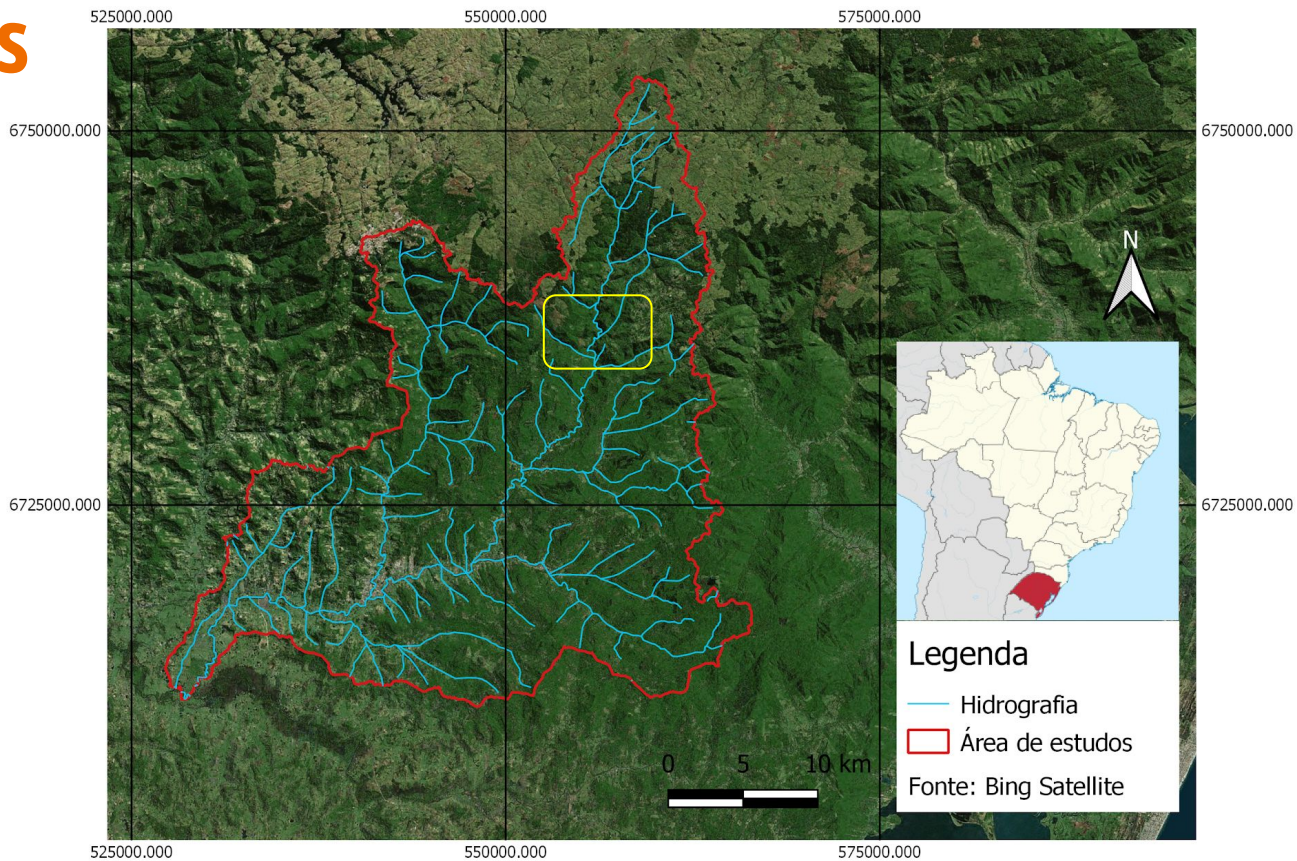 S
525000.000 550000.000 575000.000
6750000.000 6750000.000
N
6725000.000 6725000.000
Legenda
Hidrografia
Área de estudos
Fonte: Bing Satellite
0 5 10 km
525000.000 550000.000 575000.000